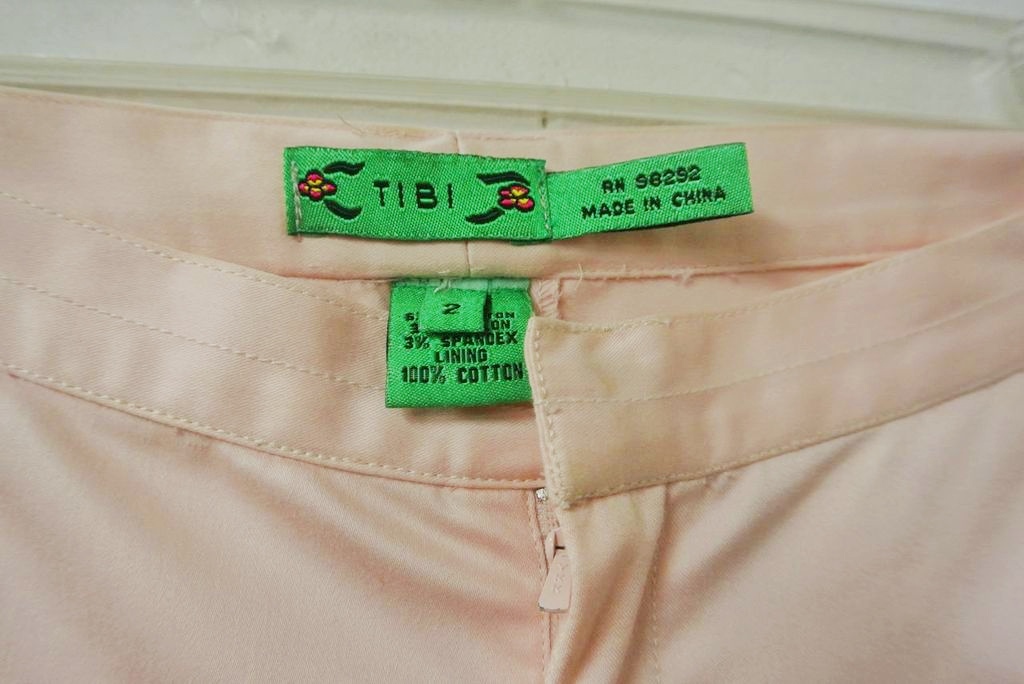 TIBI
RN 98292
MADE IN CHINA
2
3% SPANDEX
LINING
100% COTTON